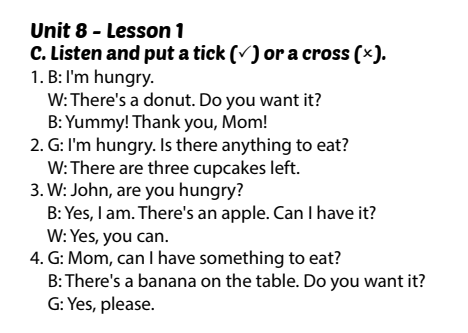 Unit 8 - Lesson 1
C. Listen and put a tick (✓) or a cross (×).
1. B: I'm hungry.
W: There's a donut. Do you want it?
B: Yummy! Thank you, Mom!
2. G: I'm hungry. Is there anything to eat?
W: There are three cupcakes left.
3. W: John, are you hungry?
B: Yes, I am. There's an apple. Can I have it?
W: Yes, you can.
4. G: Mom, can I have something to eat?
B: There's a banana on the table. Do you want it?
G: Yes, please.